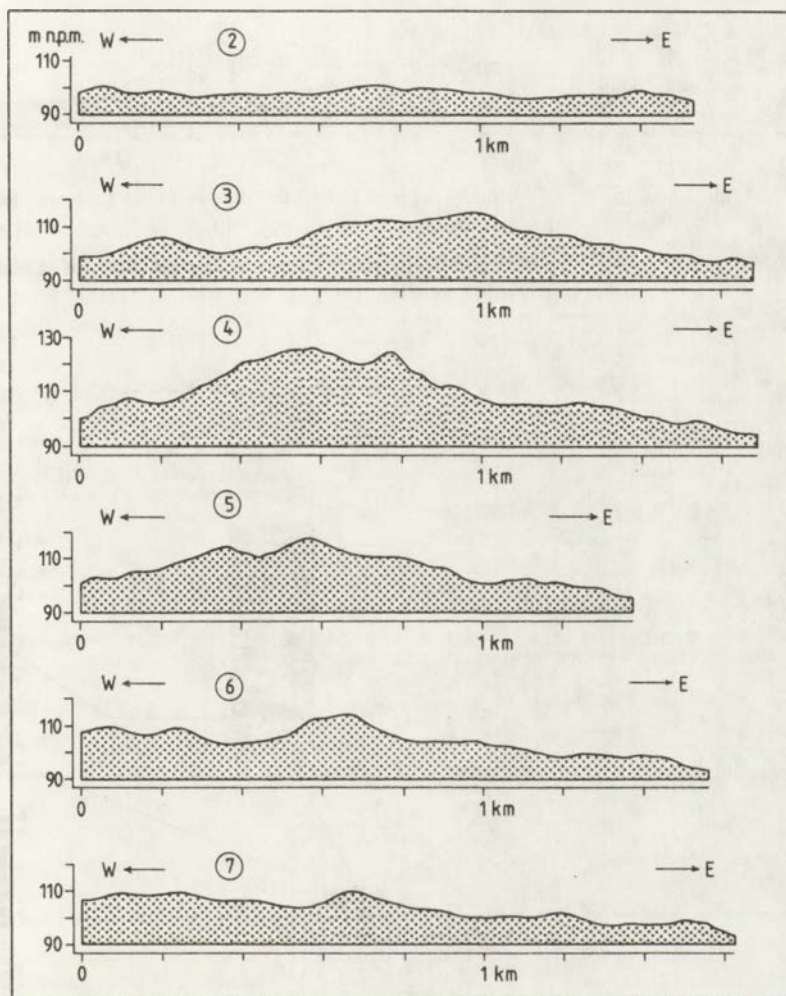 m n.p.m. W ← ② → E
110
90
0 1 km
W ← ③ → E
110
90
0 1 km
W ← ④ → E
130
110
90
0 1 km
W ← ⑤ → E
110
90
0 1 km
W ← ⑥ → E
110
90
0 1 km
W ← ⑦ → E
110
90
0 1 km